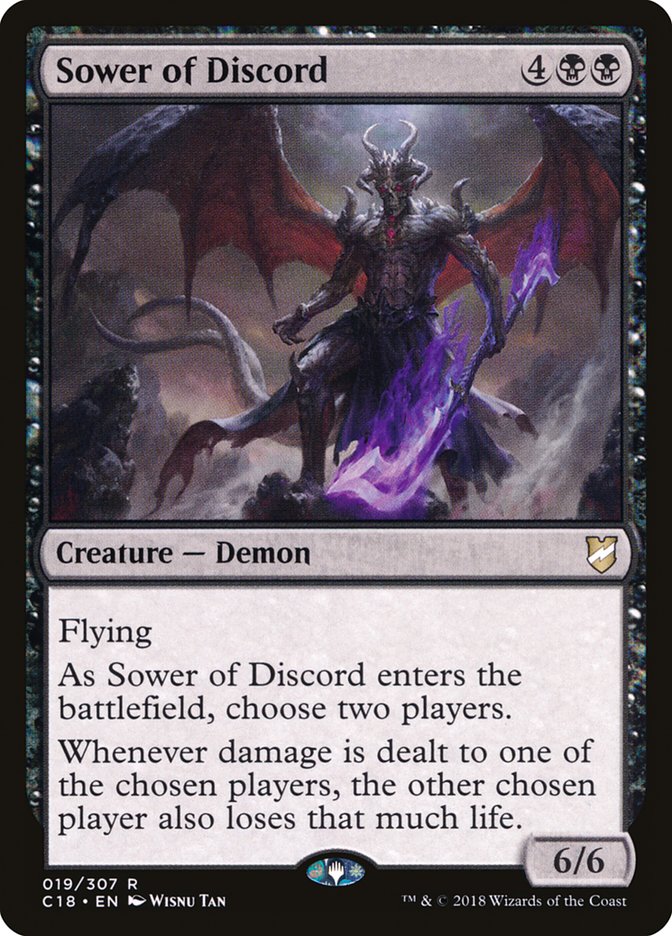 Sower of Discord 4
Creature — Demon
Flying
As Sower of Discord enters the
battlefield, choose two players.
Whenever damage is dealt to one of
the chosen players, the other chosen
player also loses that much life.
6/6
019/307 R
C18 • EN Wisnu Tan
™ & © 2018 Wizards of the Coast